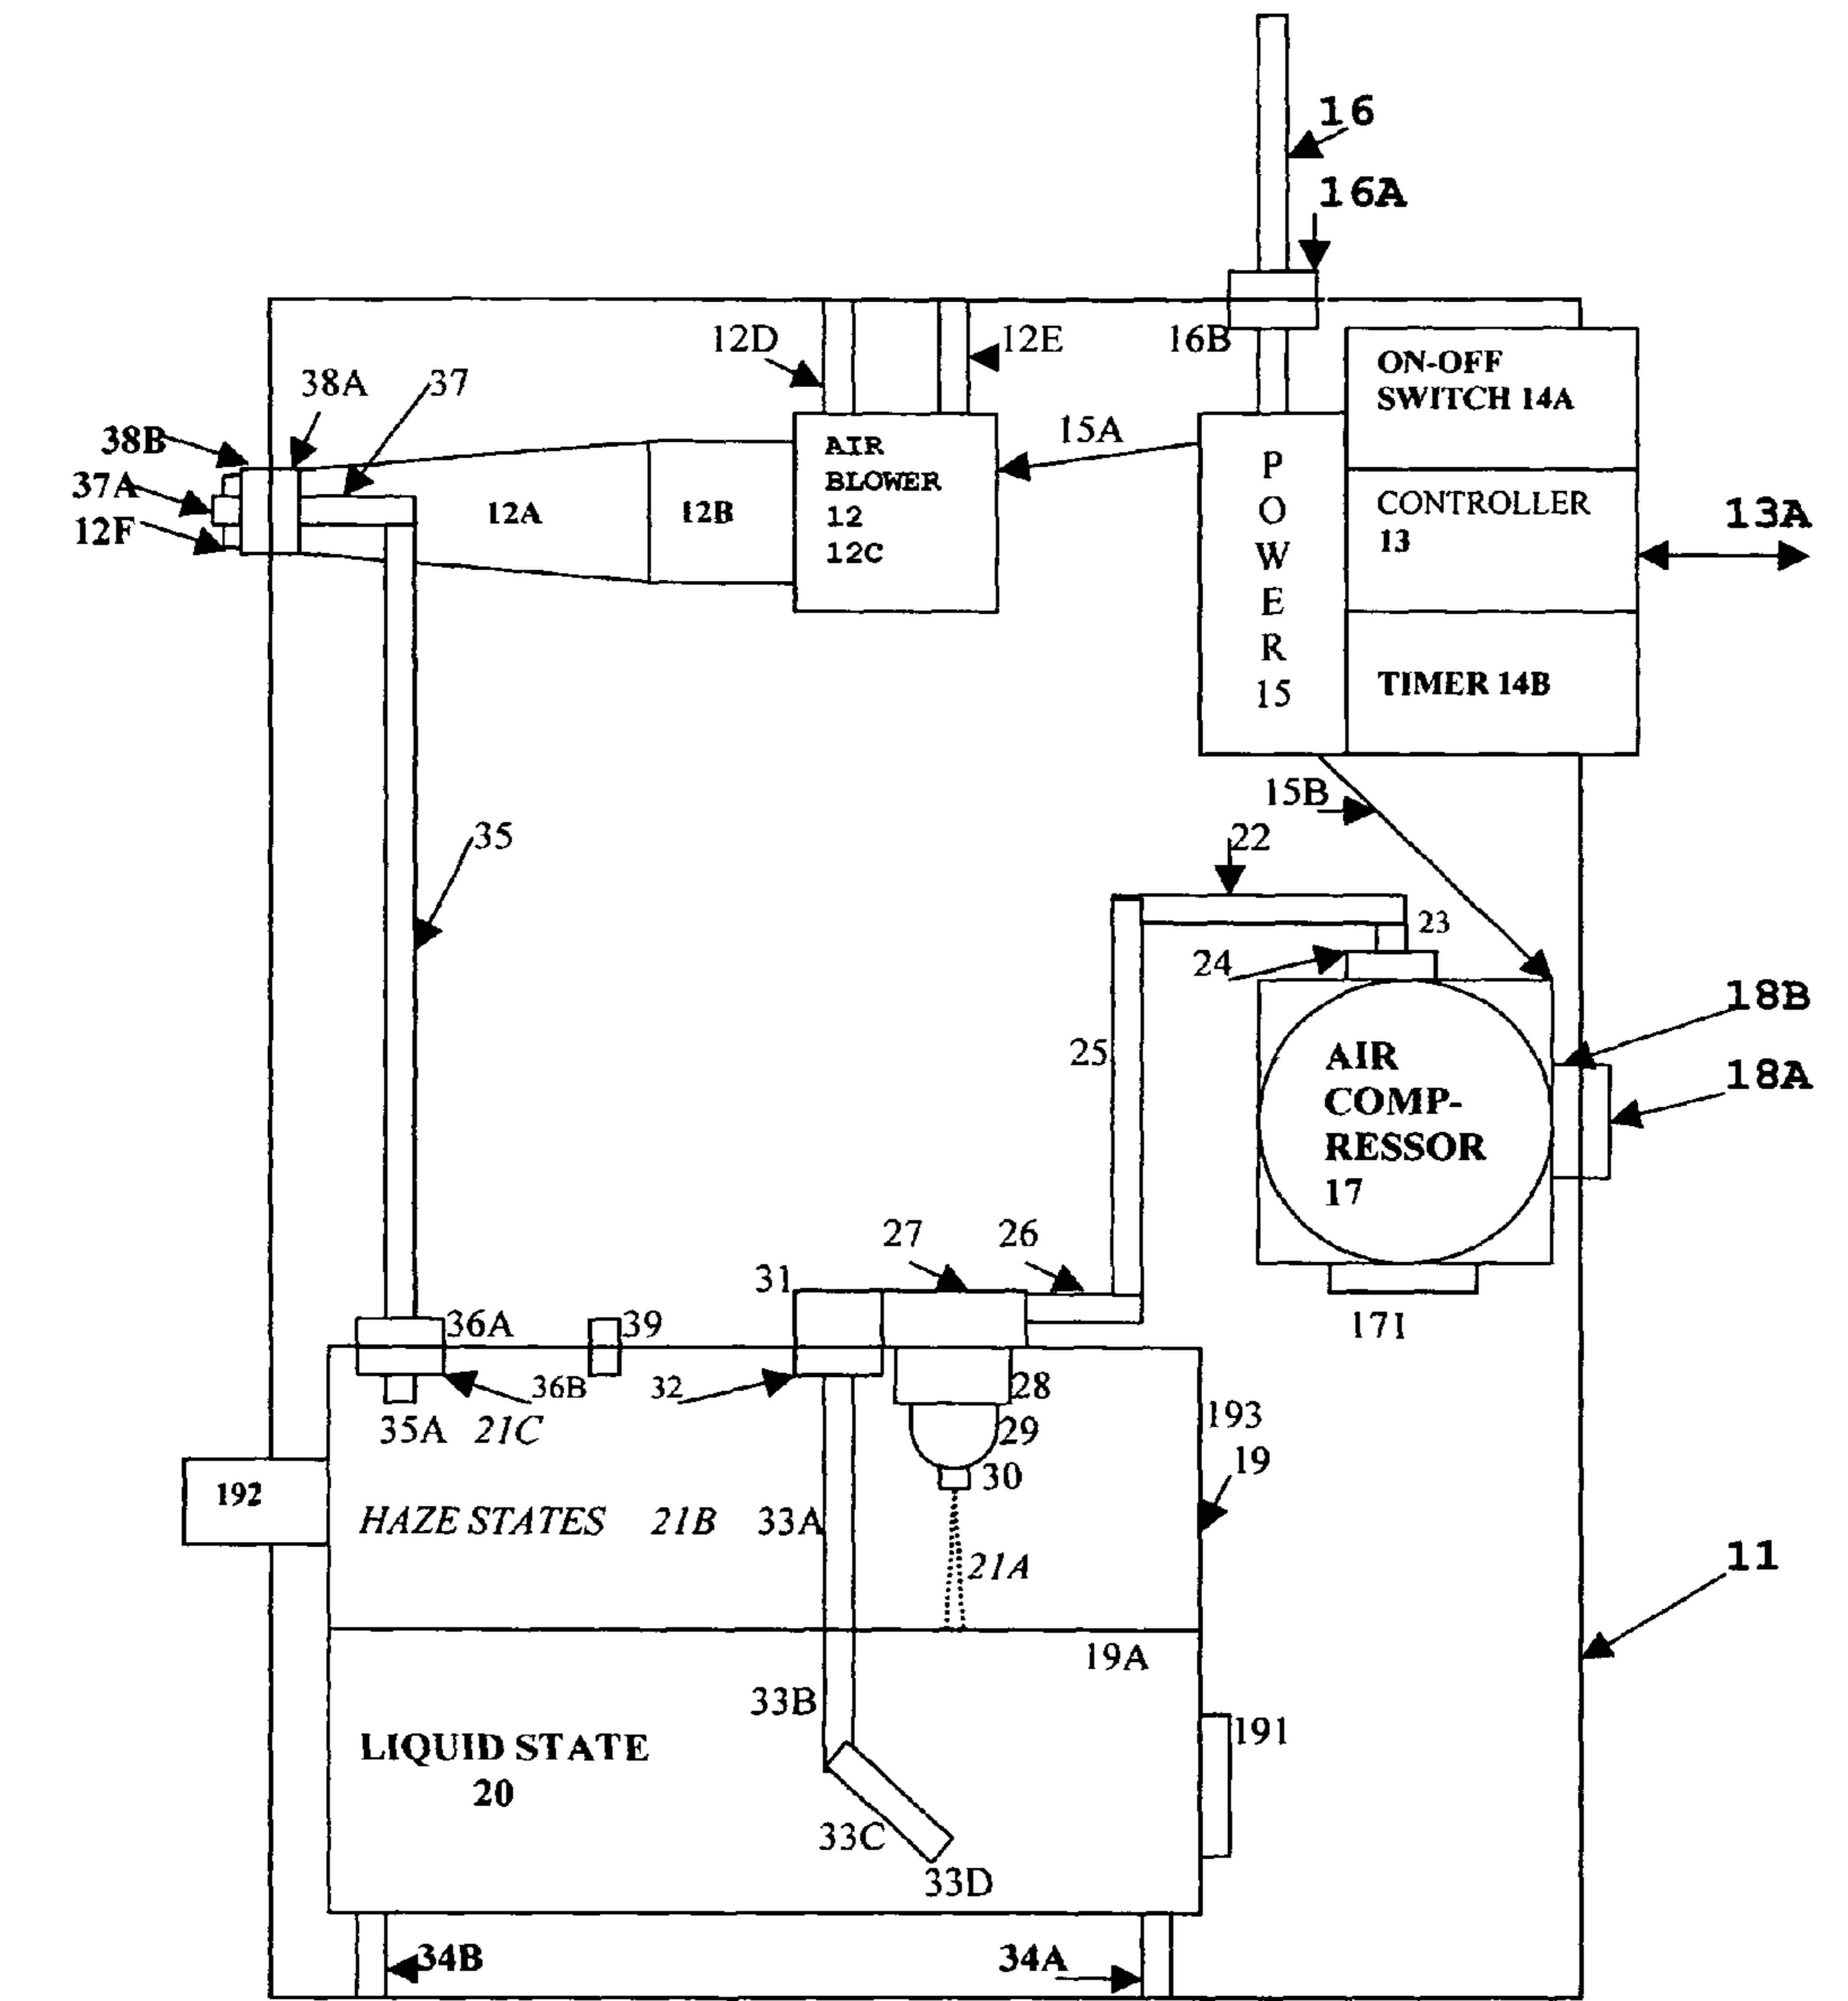 16
16A
12D
12E
16B
ON-OFF
SWITCH 14A
38A
37
38B
37A
12F
12A
12B
AIR
BLOWER
12
12C
15A
P
O
W
E
R
15
CONTROLLER
13
13A
TIMER 14B
15B
35
22
23
24
25
18B
18A
AIR
COMP-
RESSOR
17
171
27
26
31
36A
39
36B
32
28
35A
21C
29
193
19
30
192
HAZE STATES
21B
33A
21A
11
19A
33B
191
LIQUID STATE
20
33C
33D
34B
34A